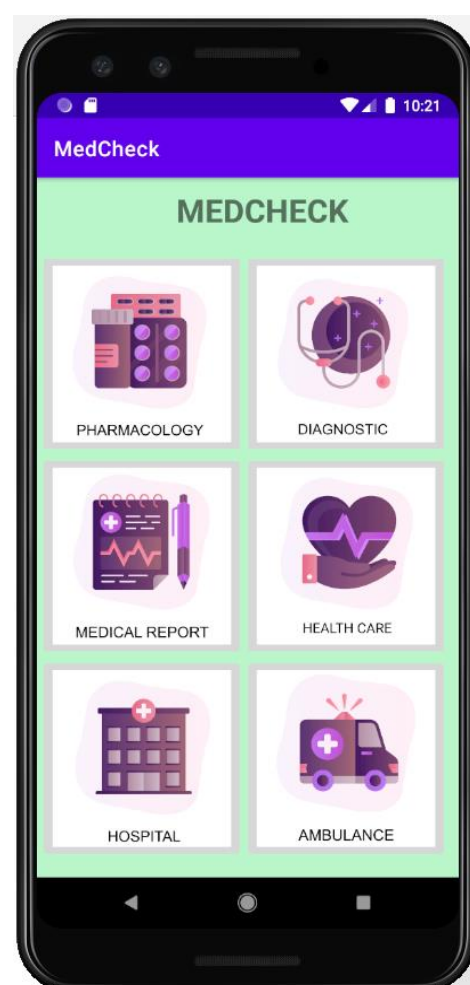 10:21
MedCheck
MEDCHECK
PHARMACOLOGY
DIAGNOSTIC
MEDICAL REPORT
HEALTH CARE
HOSPITAL
AMBULANCE